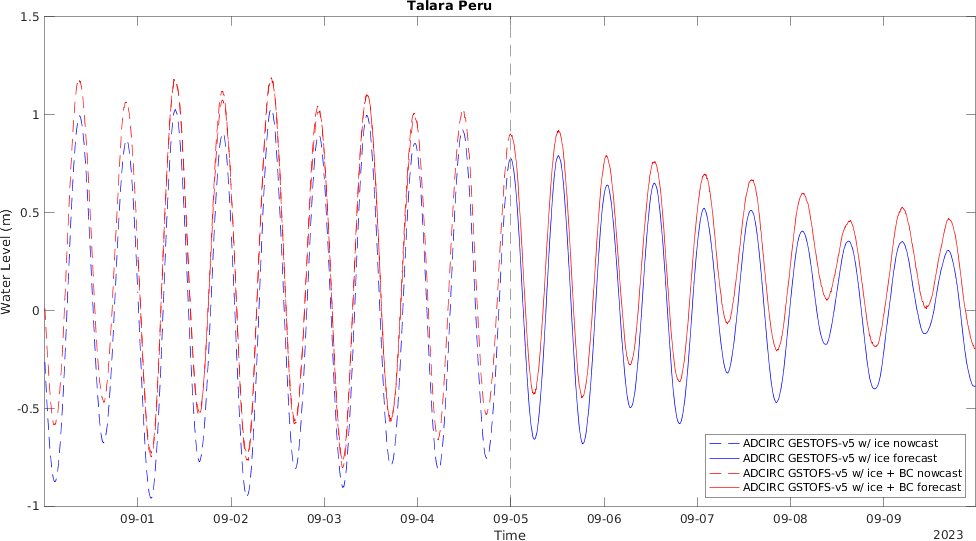 Talara Peru
1.5
1
0.5
0
-0.5
-1
Water Level (m)
09-01 09-02 09-03 09-04 09-05 09-06 09-07 09-08 09-09
Time
2023
ADCIRC GESTOFS-v5 w/ ice nowcast
ADCIRC GESTOFS-v5 w/ ice forecast
ADCIRC GSTOFS-v5 w/ ice + BC nowcast
ADCIRC GSTOFS-v5 w/ ice + BC forecast